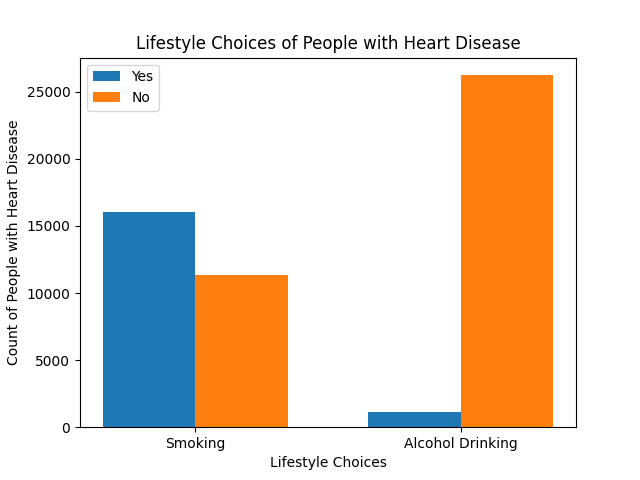 Lifestyle Choices of People with Heart Disease
Yes
No
Count of People with Heart Disease
25000
20000
15000
10000
5000
0
Smoking
Alcohol Drinking
Lifestyle Choices